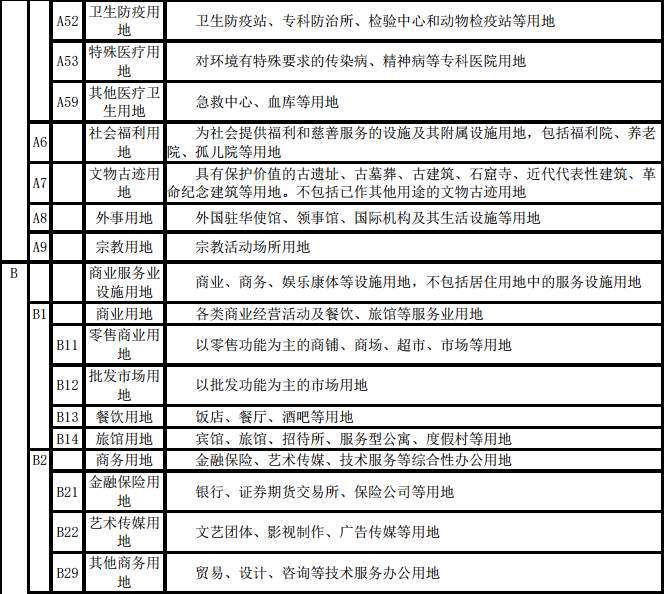 A52 卫生防疫用地 卫生防疫站、专科防治所、检验中心和动物检疫站等用地
A53 特殊医疗用地 对环境有特殊要求的传染病、精神病等专科医院用地
A59 其他医疗卫生用地 急救中心、血库等用地
A6 社会福利用地 为社会提供福利和慈善服务的设施及其附属设施用地，包括福利院、养老
院、孤儿院等用地
A7 文物古迹用地 具有保护价值的古遗址、古墓葬、古建筑、石窟寺、近代代表性建筑、革
命纪念建筑等用地。不包括已作其他用途的文物古迹用地
A8 外事用地 外国驻华使馆、领事馆、国际机构及其生活设施等用地
A9 宗教用地 宗教活动场所用地
B 商业服务业设施用地 商业、商务、娱乐康体等设施用地，不包括居住用地中的服务设施用地
B1 商业用地 各类商业经营活动及餐饮、旅馆等服务业用地
B11 零售商业用地 以零售功能为主的商铺、商场、超市、市场等用地
B12 批发市场用地 以批发功能为主的市场用地
B13 餐饮用地 饭店、餐厅、酒吧等用地
B14 旅馆用地 宾馆、旅馆、招待所、服务型公寓、度假村等用地
B2 商务用地 金融保险、艺术传媒、技术服务等综合性办公用地
B21 金融保险用地 银行、证券期货交易所、保险公司等用地
B22 艺术传媒用地 文艺团体、影视制作、广告传媒等用地
B29 其他商务用地 贸易、设计、咨询等技术服务办公用地